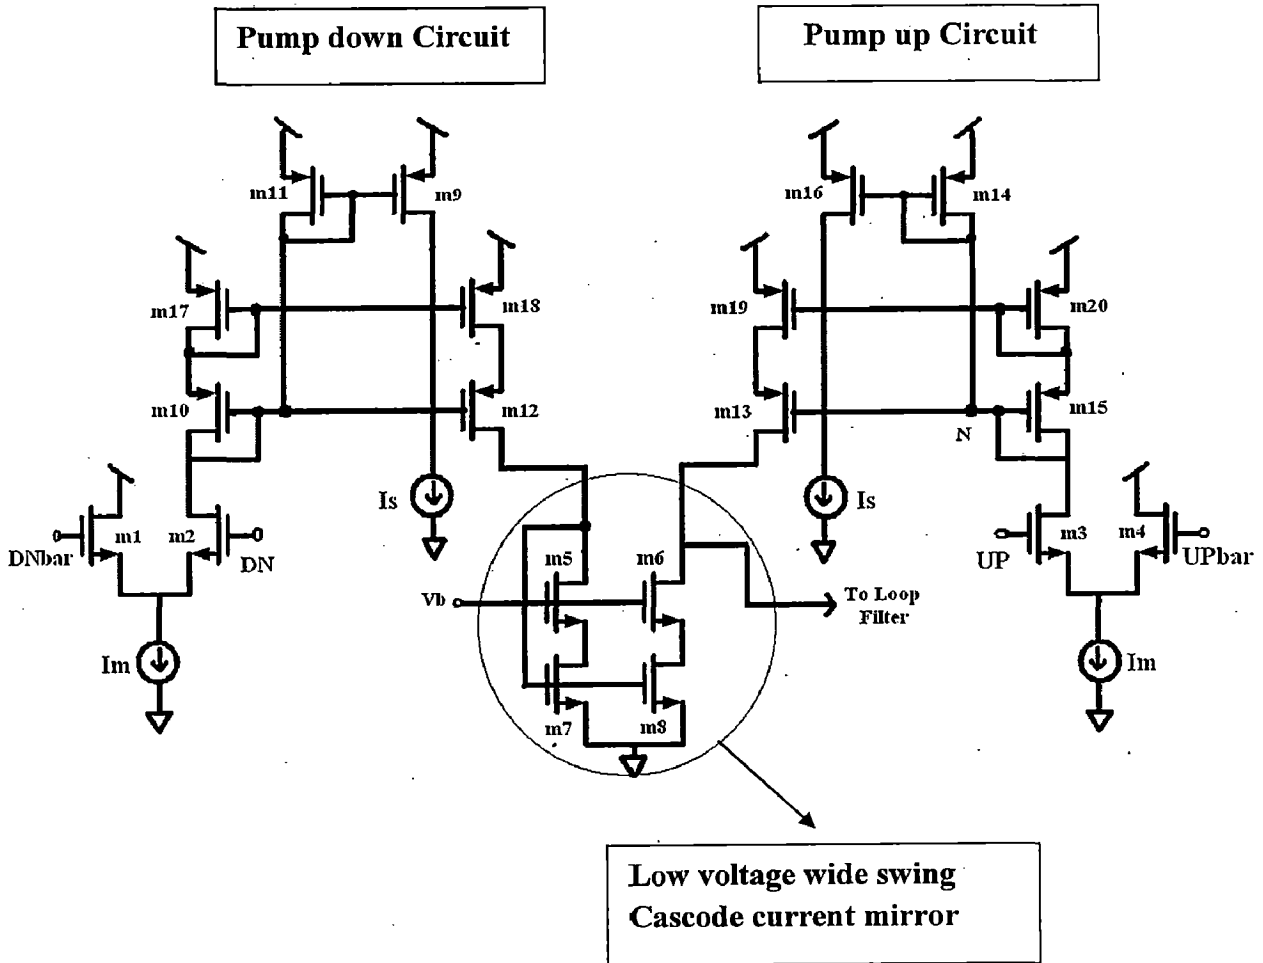 Pump down Circuit
Pump up Circuit
m11
m9
m16
m14
m17
m18
m19
m20
m10
m12
m13
m15
N
Is
Is
DNbar
m1
m2
DN
UP
m3
m4
UPbar
m5
m6
Vb
To Loop
Filter
Im
Im
m7
m8
Low voltage wide swing
Cascode current mirror